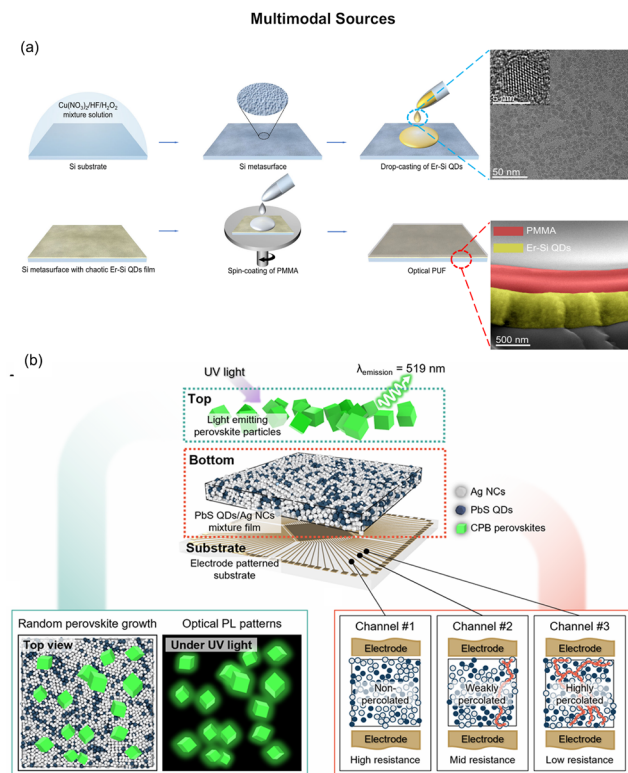 Multimodal Sources
(a)
Cu(NO3)2/HF/H2O2
mixture solution
Si substrate
Si metasurface
Drop-casting of Er-Si QDs
5 nm
50 nm
Si metasurface with chaotic Er-Si QDs film
Spin-coating of PMMA
Optical PUF
PMMA
Er-Si QDs
500 nm
(b)
UV light
λemission = 519 nm
Top
Light emitting
perovskite particles
Bottom
PbS QDs/Ag NCs
mixture film
Substrate
Electrode patterned
substrate
Ag NCs
PbS QDs
CPB perovskites
Random perovskite growth
Top view
Optical PL patterns
Under UV light
Channel #1
Electrode
Non-
percolated
Electrode
High resistance
Channel #2
Electrode
Weakly
percolated
Electrode
Mid resistance
Channel #3
Electrode
Highly
percolated
Electrode
Low resistance